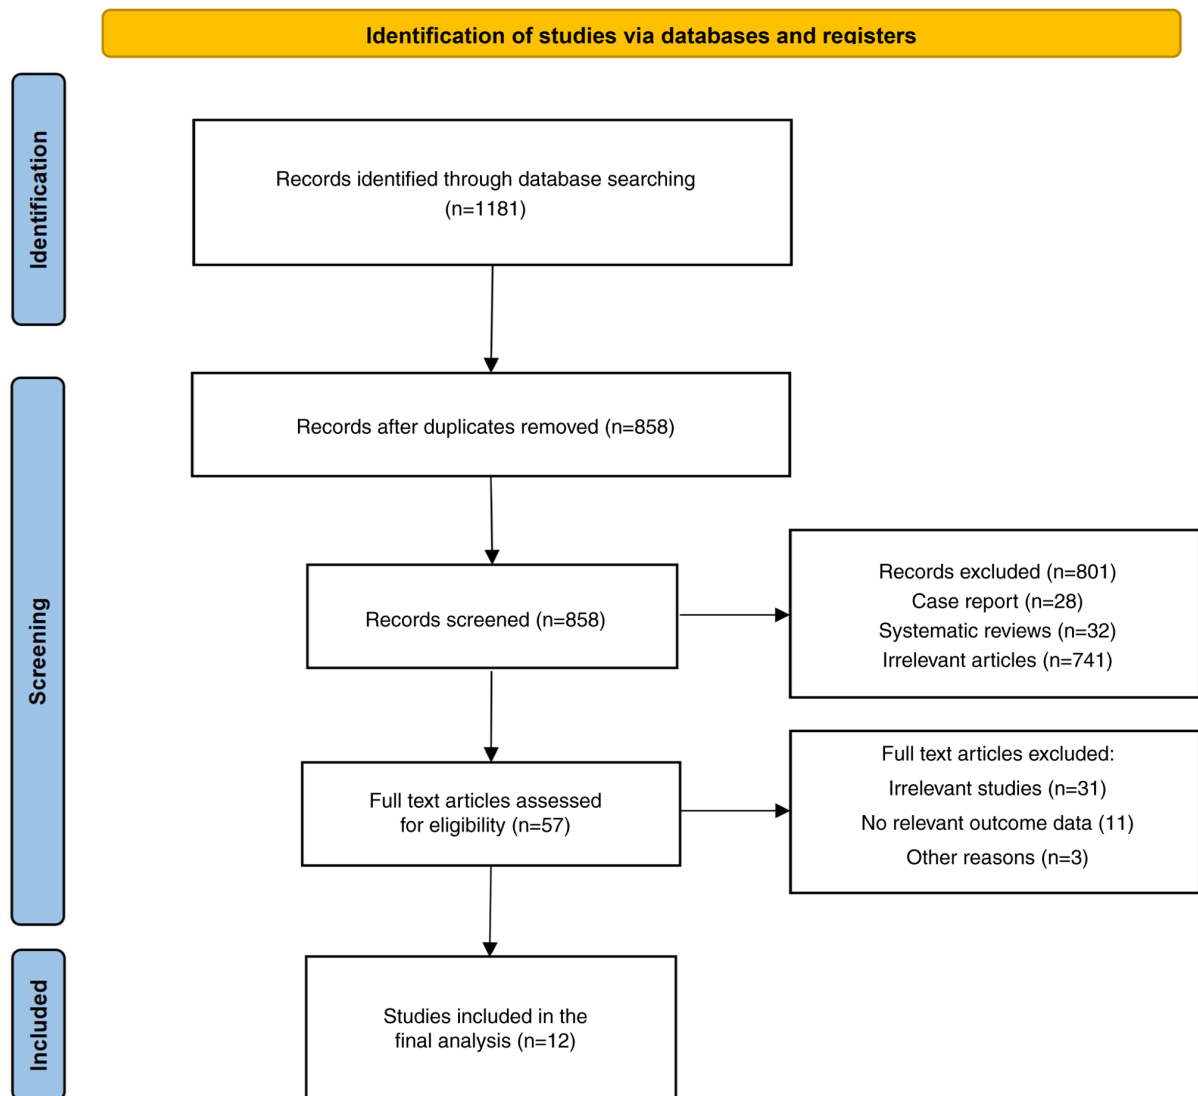 Identification of studies via databases and registers
Identification
Records identified through database searching
(n=1181)
Screening
Records after duplicates removed (n=858)
Records screened (n=858)
Records excluded (n=801)
Case report (n=28)
Systematic reviews (n=32)
Irrelevant articles (n=741)
Full text articles assessed
for eligibility (n=57)
Full text articles excluded:
Irrelevant studies (n=31)
No relevant outcome data (11)
Other reasons (n=3)
Included
Studies included in the
final analysis (n=12)